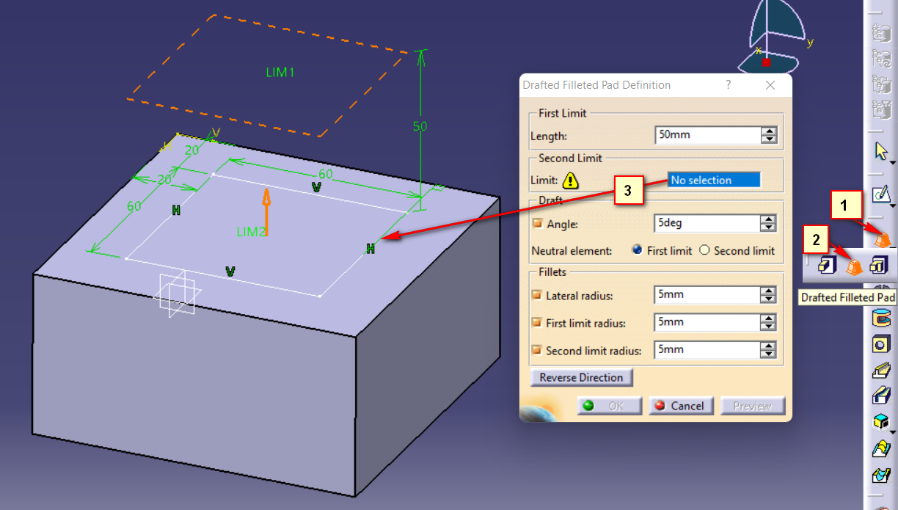 LIM1
50
V
H
20
20
60
60
V
H
LIM2
H
V
x
y
Drafted Filleted Pad Definition ? ×
First Limit
Length: 50mm
Second Limit
Limit: No selection
3
Draft
Angle: 5deg
Neutral element: First limit Second limit
Fillets
Lateral radius: 5mm
First limit radius: 5mm
Second limit radius: 5mm
Reverse Direction
OK Cancel Preview
1
2
Drafted Filleted Pad